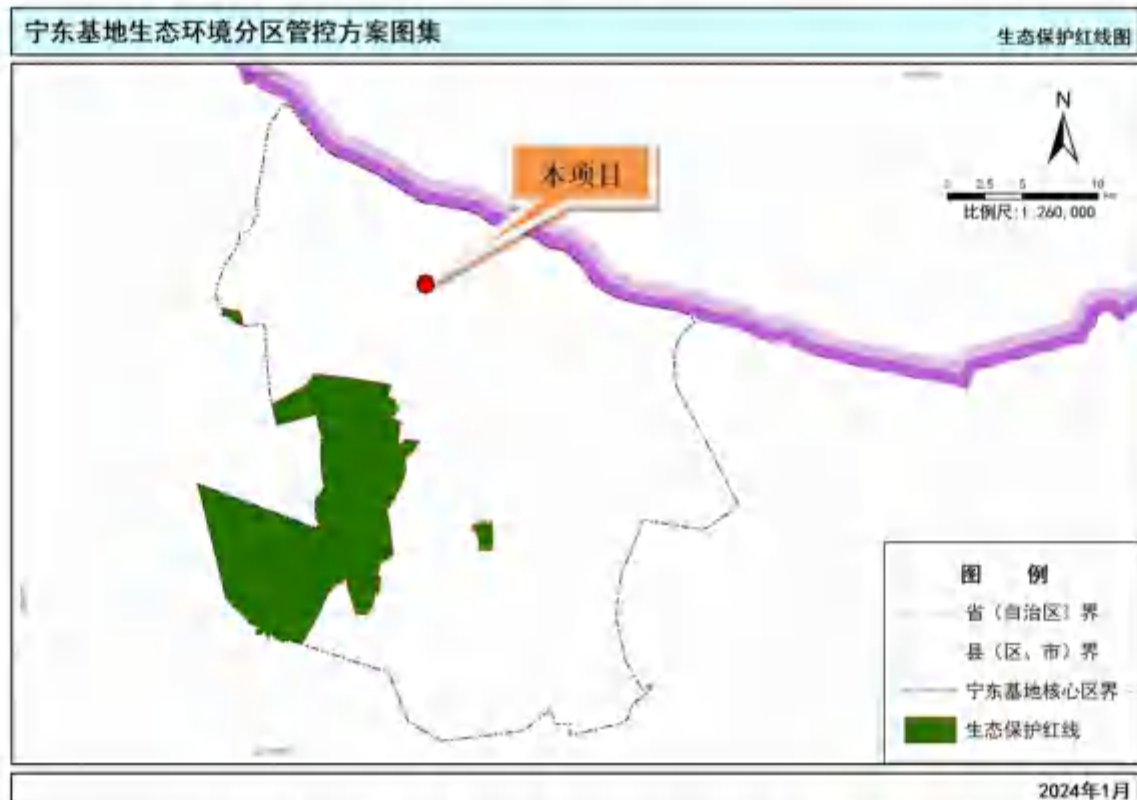 宁东基地生态环境分区管控方案图集
生态保护红线图
N
本项目
0 2.5 5 10
比例尺:1:260,000
图 例
省（自治区）界
县（区、市）界
宁东基地核心区界
生态保护红线
2024年1月